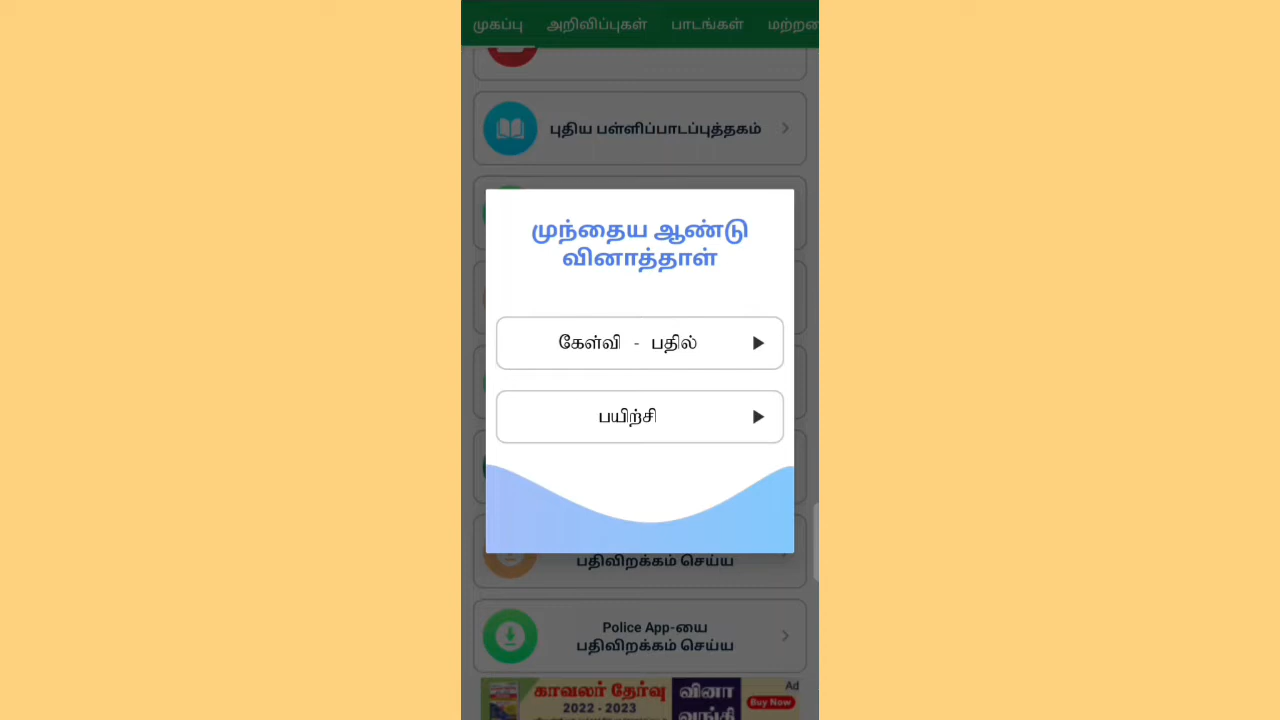 முகப்பு அறிவிப்புகள் பாடங்கள்
புதிய பள்ளிப்பாடப்புத்தகம்
முந்தைய ஆண்டு
வினாத்தாள்
கேள்வி - பதில்
பயிற்சி
பதிவிறக்கம் செய்ய
Police App-யை
பதிவிறக்கம் செய்ய
காவலர் தேர்வு வினா Ad
2022 - 2023 Buy Now